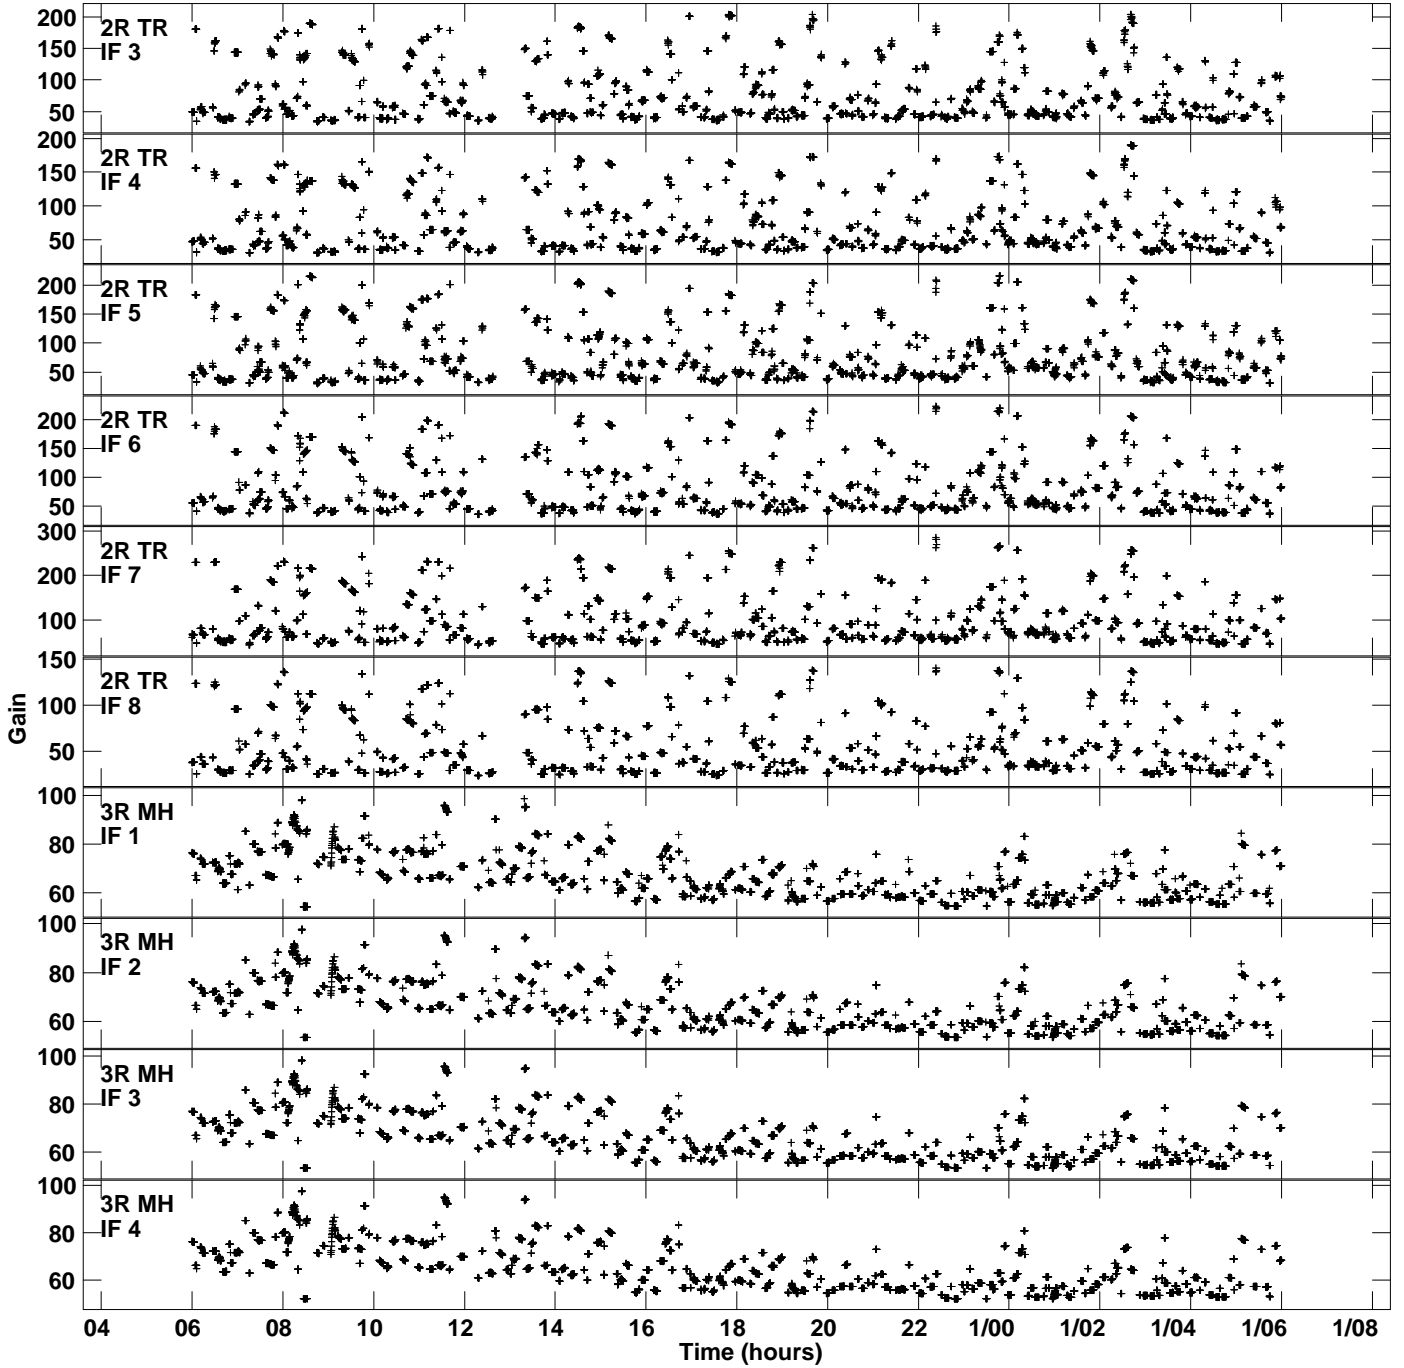 2R TR
IF 3
200
150
100
50
2R TR
IF 4
200
150
100
50
2R TR
IF 5
200
150
100
50
2R TR
IF 6
200
150
100
50
2R TR
IF 7
300
200
100
2R TR
IF 8
150
100
50
3R MH
IF 1
100
80
60
3R MH
IF 2
100
80
60
3R MH
IF 3
100
80
60
3R MH
IF 4
100
80
60
Gain
04 06 08 10 12 14 16 18 20 22 1/00 1/02 1/04 1/06 1/08
Time (hours)